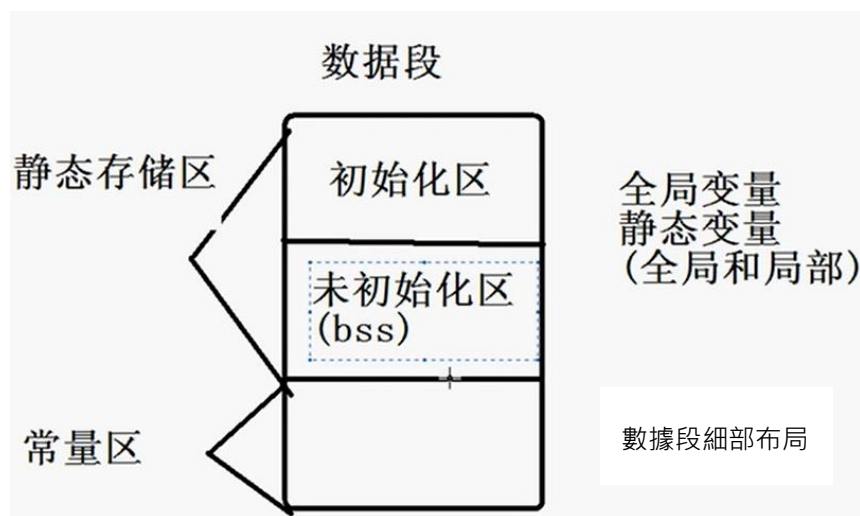 数据段
静态存储区
初始化区
全局变量
静态变量
(全局和局部)
未初始化区
(bss)
常量区
數據段細部布局